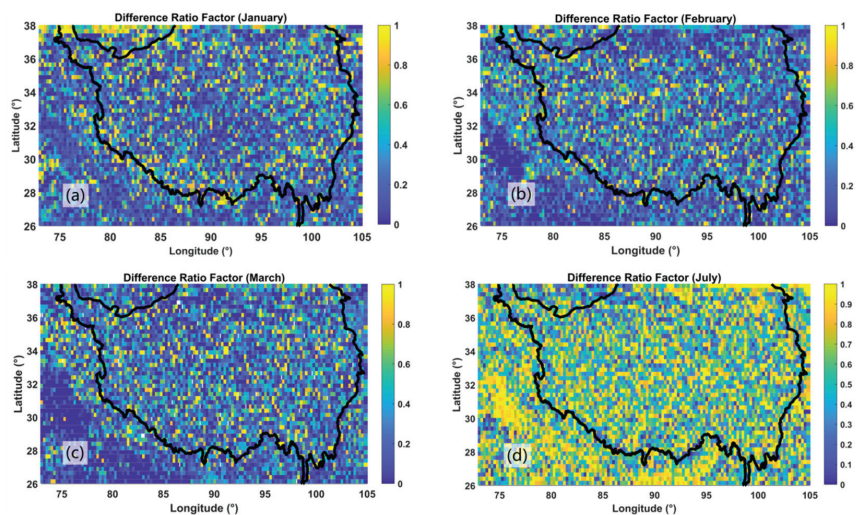 Difference Ratio Factor (January)
38
36
34
32
30
28
26
Latitude (°)
75 80 85 90 95 100 105
Longitude (°)
1
0.8
0.6
0.4
0.2
0
(a)
Difference Ratio Factor (February)
38
36
34
32
30
28
26
Latitude (°)
75 80 85 90 95 100 105
Longitude (°)
1
0.8
0.6
0.4
0.2
0
(b)
Difference Ratio Factor (March)
38
36
34
32
30
28
26
Latitude (°)
75 80 85 90 95 100 105
Longitude (°)
1
0.8
0.6
0.4
0.2
0
(c)
Difference Ratio Factor (July)
38
36
34
32
30
28
26
Latitude (°)
75 80 85 90 95 100 105
Longitude (°)
1
0.9
0.8
0.7
0.6
0.5
0.4
0.3
0.2
0.1
0
(d)